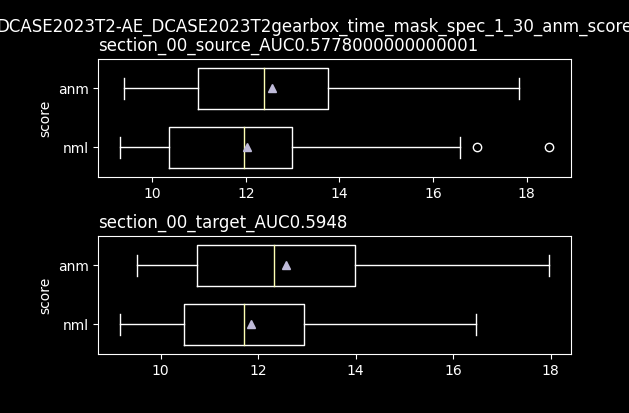 DCASE2023T2-AE_DCASE2023T2gearbox_time_mask_spec_1_30_anm_score
section_00_source_AUC0.5778000000000001
anm
score
nml
10 12 14 16 18
section_00_target_AUC0.5948
anm
score
nml
10 12 14 16 18